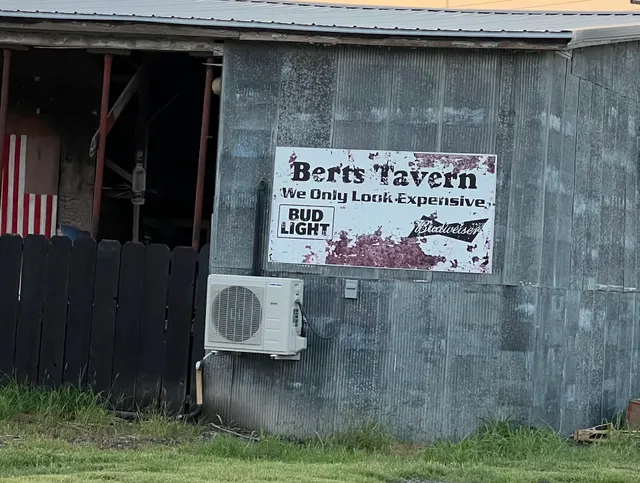 Berts Tavern
We Only Look Expensive
BUD
LIGHT
Budweiser